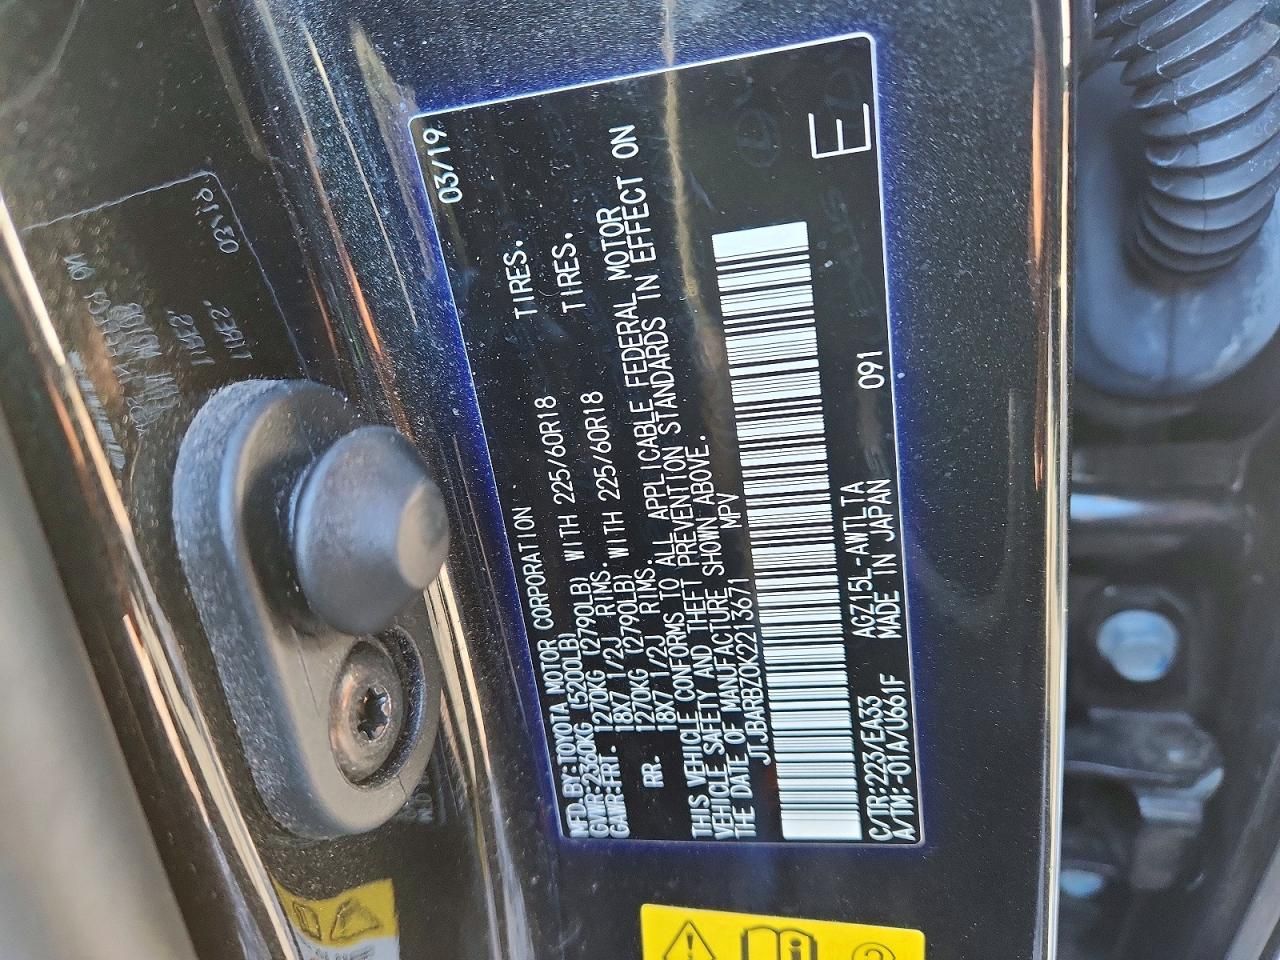 MFD.BY:TOYOTA MOTOR CORPORATION 03/19
GVWR:2360KG (5200LB)
GAWR:FRT. 1270KG (2790LB) WITH 225/60R18 TIRES.
18X7 1/2J RIMS.
RR. 1270KG (2790LB) WITH 225/60R18 TIRES.
18X7 1/2J RIMS.
THIS VEHICLE CONFORMS TO ALL APPLICABLE FEDERAL MOTOR
VEHICLE SAFETY AND THEFT PREVENTION STANDARDS IN EFFECT ON
THE DATE OF MANUFACTURE SHOWN ABOVE.
JTJBARBZ0K2213671 MPV
E
C/TR:223/EA33 AGZ15L-AWTLTA 091
A/TM:-01A/U661F MADE IN JAPAN